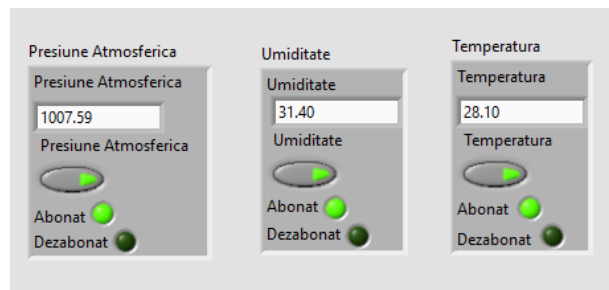 Presiune Atmosferica
Presiune Atmosferica
1007.59
Presiune Atmosferica
Abonat
Dezabonat
Umiditate
Umiditate
31.40
Umiditate
Abonat
Dezabonat
Temperatura
Temperatura
28.10
Temperatura
Abonat
Dezabonat